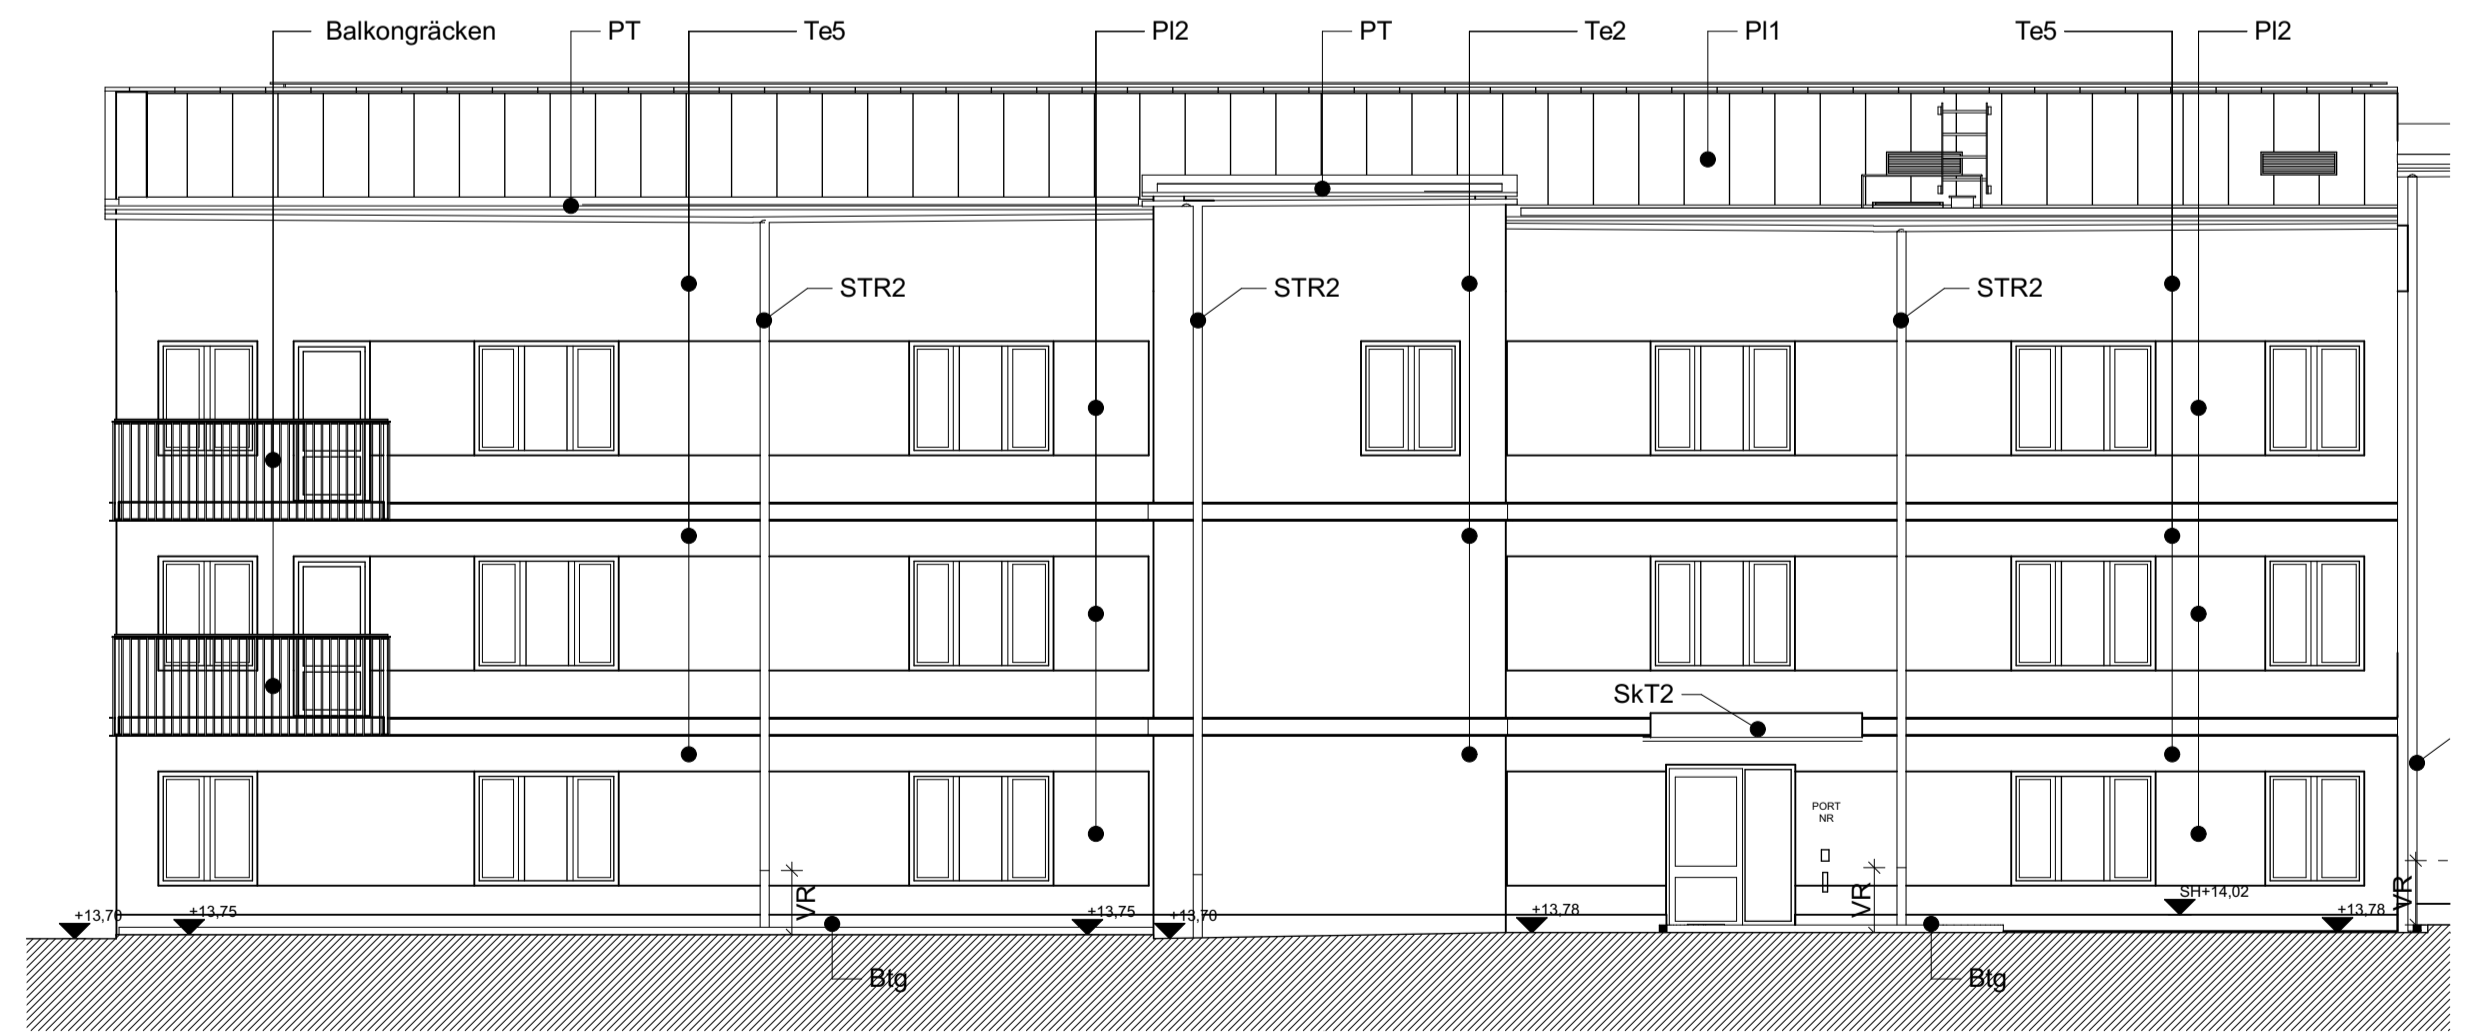 Balkongräcken
PT
Te5
Pl2
PT
Te2
Pl1
Te5
Pl2
STR2
STR2
STR2
SkT2
PORT
NR
VR
VR
VR
SH+14,02
+13,70
+13,75
+13,75
+13,70
+13,78
+13,78
Btg
Btg